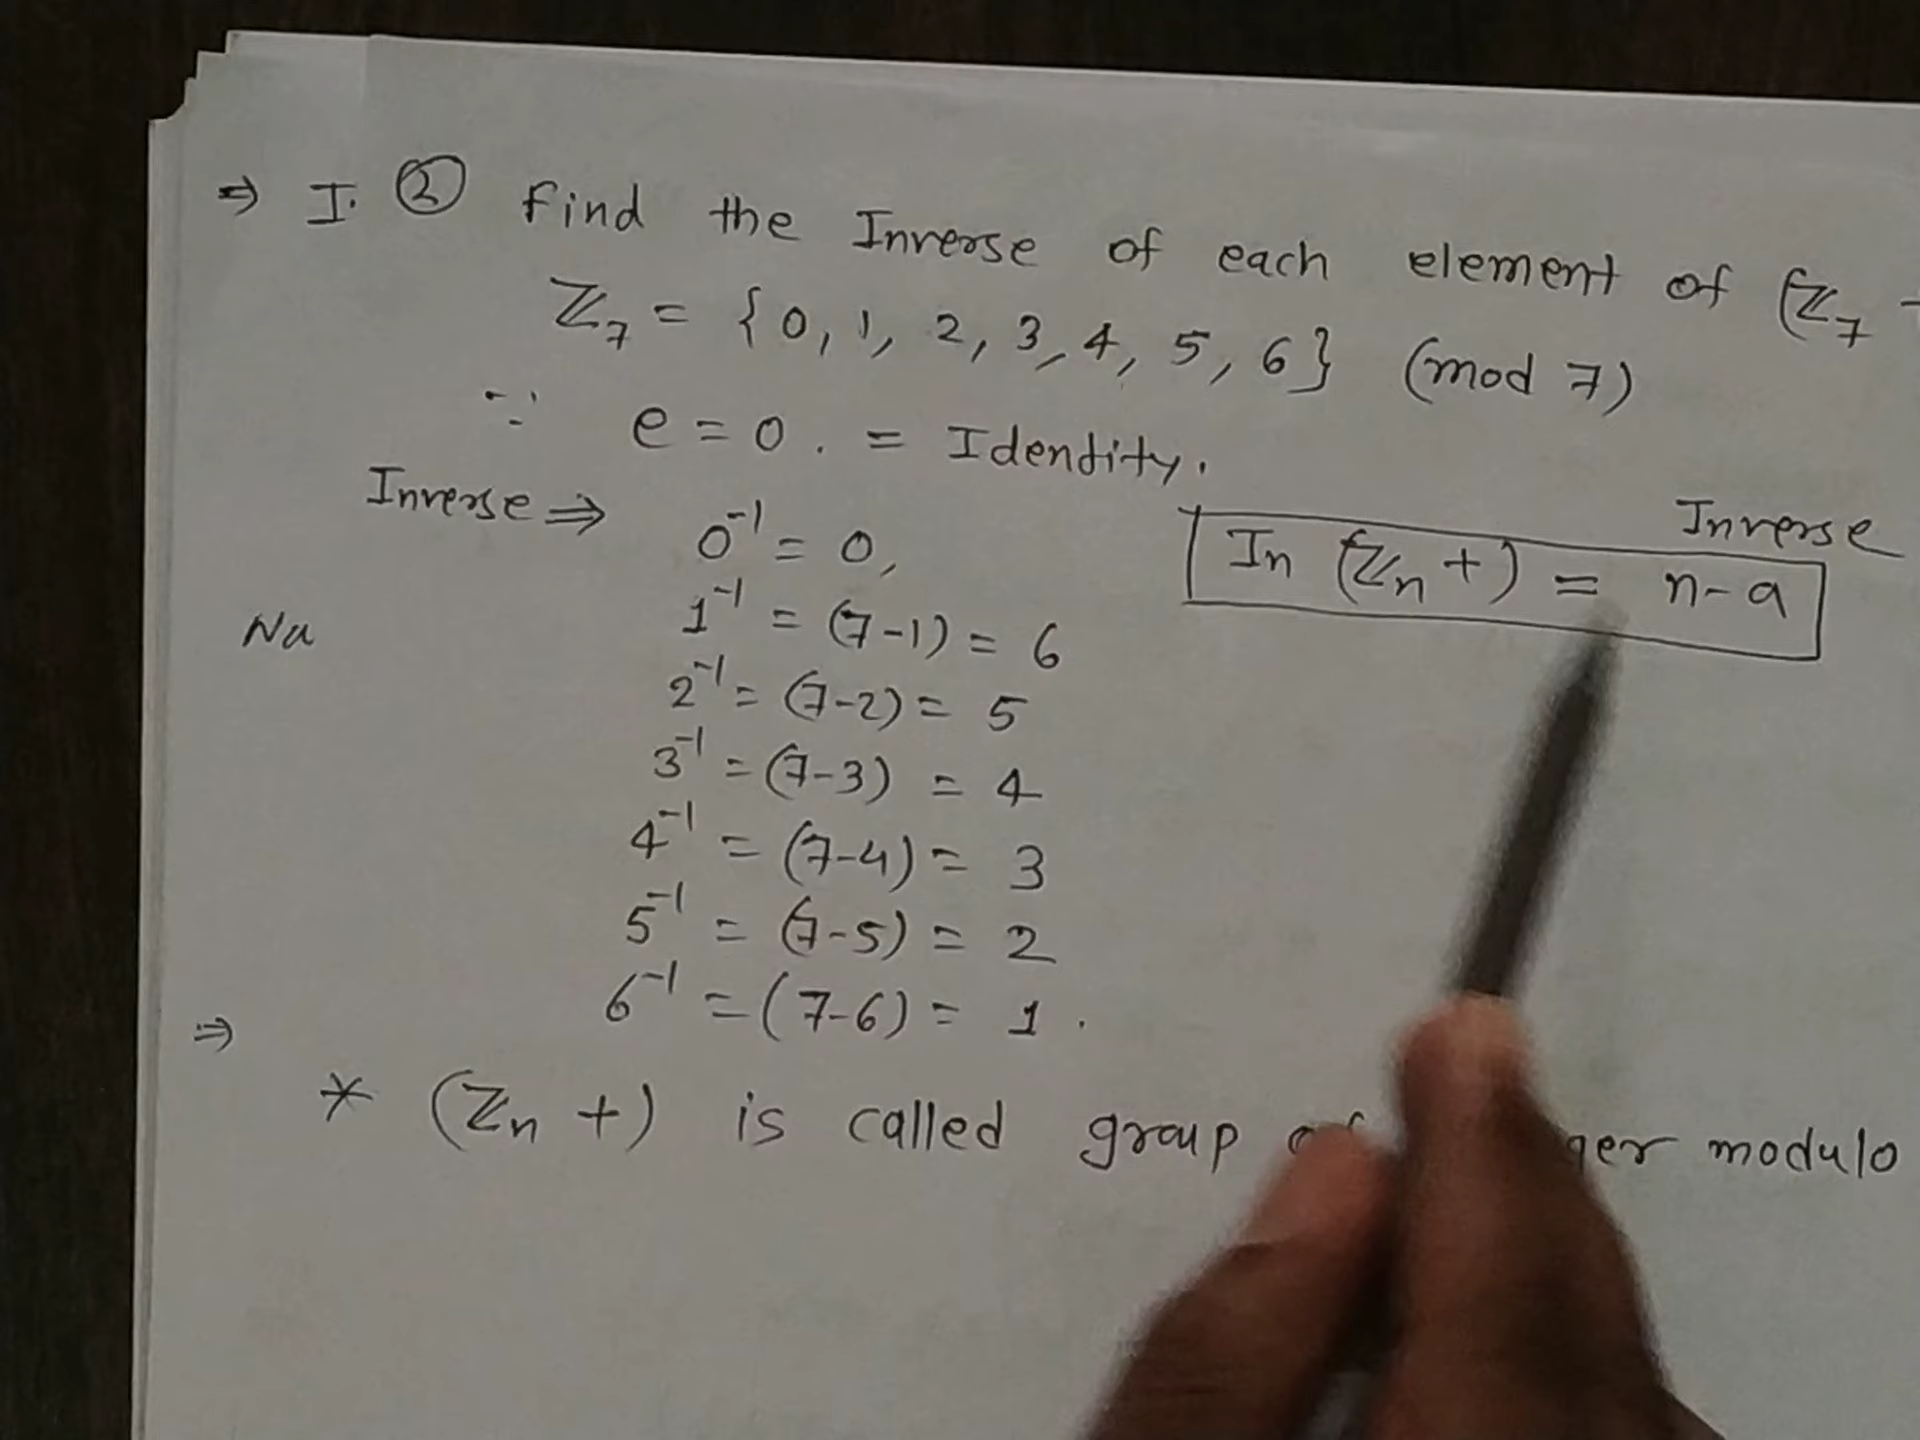 ⇒ I. ② Find the Inverse of each element of (Z₇ +
Z₇ = {0, 1, 2, 3, 4, 5, 6} (mod 7)
∵ e = 0 . = Identity.
Inverse ⇒ 0⁻¹ = 0,
Inverse
In (Zₙ +) = n-a
1⁻¹ = (7-1) = 6
Na
2⁻¹ = (7-2) = 5
3⁻¹ = (7-3) = 4
4⁻¹ = (7-4) = 3
5⁻¹ = (7-5) = 2
6⁻¹ = (7-6) = 1 .
⇒
* (Zₙ +) is called group modulo